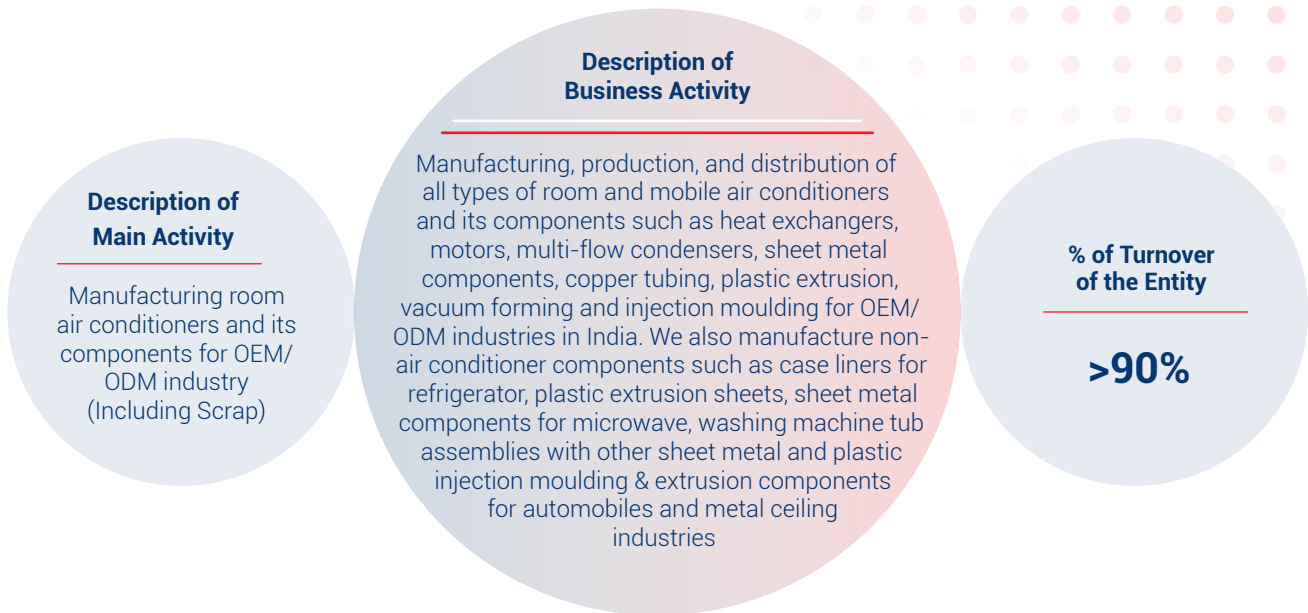 Description of
Main Activity
Manufacturing room
air conditioners and its
components for OEM/
ODM industry
(Including Scrap)
Description of
Business Activity
Manufacturing, production, and distribution of
all types of room and mobile air conditioners
and its components such as heat exchangers,
motors, multi-flow condensers, sheet metal
components, copper tubing, plastic extrusion,
vacuum forming and injection moulding for OEM/
ODM industries in India. We also manufacture non-
air conditioner components such as case liners for
refrigerator, plastic extrusion sheets, sheet metal
components for microwave, washing machine tub
assemblies with other sheet metal and plastic
injection moulding & extrusion components
for automobiles and metal ceiling
industries
% of Turnover
of the Entity
>90%